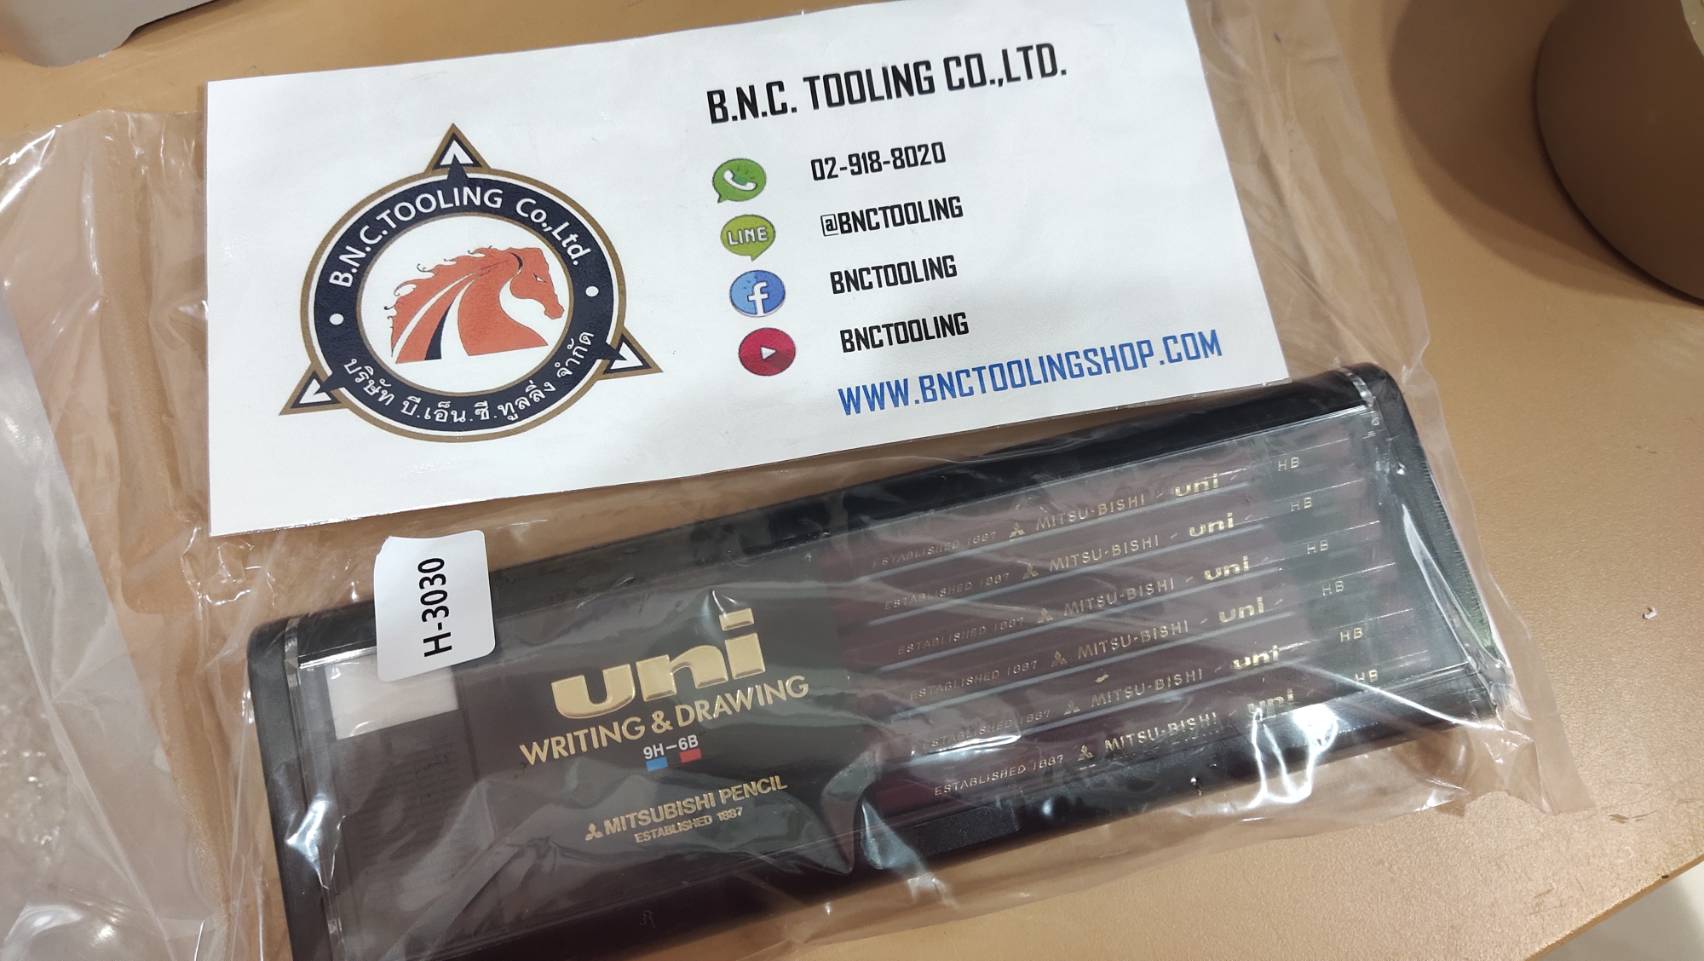 B.N.C. TOOLING CO.,LTD.
02-918-8020
LINE
@BNCTOOLING
BNCTOOLING
BNCTOOLING
WWW.BNCTOOLINGSHOP.COM
B.N.C.TOOLING Co.,Ltd.
บริษัท บี.เอ็น.ซี.ทูลลิ่ง จำกัด
H-3030
uni
WRITING & DRAWING
9H-6B
MITSUBISHI PENCIL
ESTABLISHED 1887
ESTABLISHED 1887 MITSU-BISHI - uni HB
ESTABLISHED 1887 MITSU-BISHI - uni HB
ESTABLISHED 1887 MITSU-BISHI - uni HB
ESTABLISHED 1887 MITSU-BISHI - uni HB
ESTABLISHED 1887 MITSU-BISHI - uni HB
ESTABLISHED 1887 MITSU-BISHI - uni HB